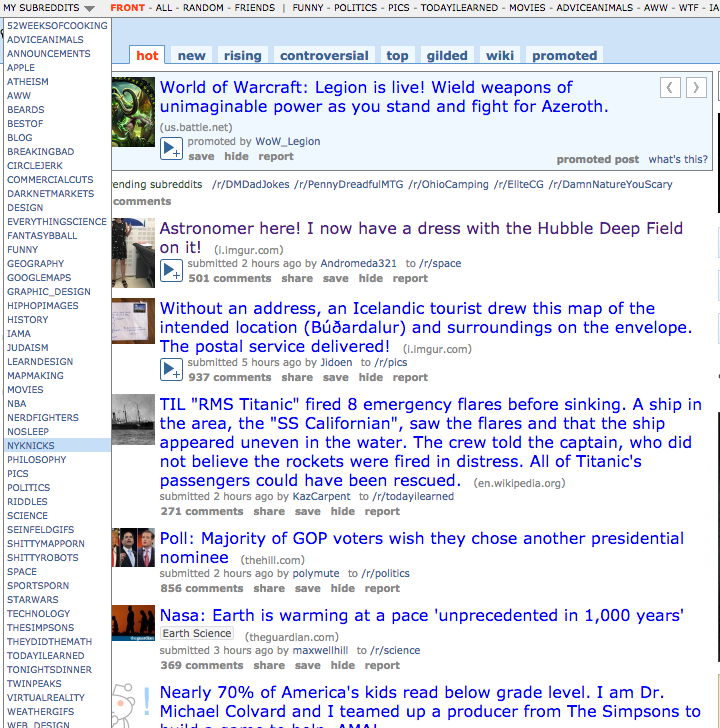 MY SUBREDDITS FRONT - ALL - RANDOM - FRIENDS | FUNNY - POLITICS - PICS - TODAYILEARNED - MOVIES - ADVICEANIMALS - AWW - WTF -
52WEEKSOFCOOKING
ADVICEANIMALS
ANNOUNCEMENTS
APPLE
ATHEISM
AWW
BEARDS
BESTOF
BLOG
BREAKINGBAD
CIRCLEJERK
COMMERCIALCUTS
DARKNETMARKETS
DESIGN
EVERYTHINGSCIENCE
FANTASYBBALL
FUNNY
GEOGRAPHY
GOOGLEMAPS
GRAPHIC_DESIGN
HIPHOPIMAGES
HISTORY
IAMA
JUDAISM
LEARNDESIGN
MAPMAKING
MOVIES
NBA
NERDFIGHTERS
NOSLEEP
NYKNICKS
PHILOSOPHY
PICS
POLITICS
RIDDLES
SCIENCE
SEINFELDGIFS
SHITTYMAPPORN
SHITTYROBOTS
SPACE
SPORTSPORN
STARWARS
TECHNOLOGY
THESIMPSONS
THEYDIDTHEMATH
TODAYILEARNED
TONIGHTSDINNER
TWINPEAKS
VIRTUALREALITY
WEATHERGIFS
WEB_DESIGN
hot new rising controversial top gilded wiki promoted
World of Warcraft: Legion is live! Wield weapons of
unimaginable power as you stand and fight for Azeroth.
(us.battle.net)
promoted by WoW_Legion
save hide report
promoted post what's this?
ending subreddits /r/DMDadJokes /r/PennyDreadfulMTG /r/OhioCamping /r/EliteCG /r/DamnNatureYouScary
comments
Astronomer here! I now have a dress with the Hubble Deep Field
on it! (i.imgur.com)
submitted 2 hours ago by Andromeda321 to /r/space
501 comments share save hide report
Without an address, an Icelandic tourist drew this map of the
intended location (Búðardalur) and surroundings on the envelope.
The postal service delivered! (i.imgur.com)
submitted 5 hours ago by Jidoen to /r/pics
937 comments share save hide report
TIL "RMS Titanic" fired 8 emergency flares before sinking. A ship in
the area, the "SS Californian", saw the flares and that the ship
appeared uneven in the water. The crew told the captain, who did
not believe the rockets were fired in distress. All of Titanic's
passengers could have been rescued. (en.wikipedia.org)
submitted 2 hours ago by KazCarpent to /r/todayilearned
271 comments share save hide report
Poll: Majority of GOP voters wish they chose another presidential
nominee (thehill.com)
submitted 2 hours ago by polymute to /r/politics
856 comments share save hide report
Nasa: Earth is warming at a pace 'unprecedented in 1,000 years'
Earth Science (theguardian.com)
submitted 3 hours ago by maxwellhill to /r/science
369 comments share save hide report
Nearly 70% of America's kids read below grade level. I am Dr.
Michael Colvard and I teamed up a producer from The Simpsons to
build a game to help. AMA!